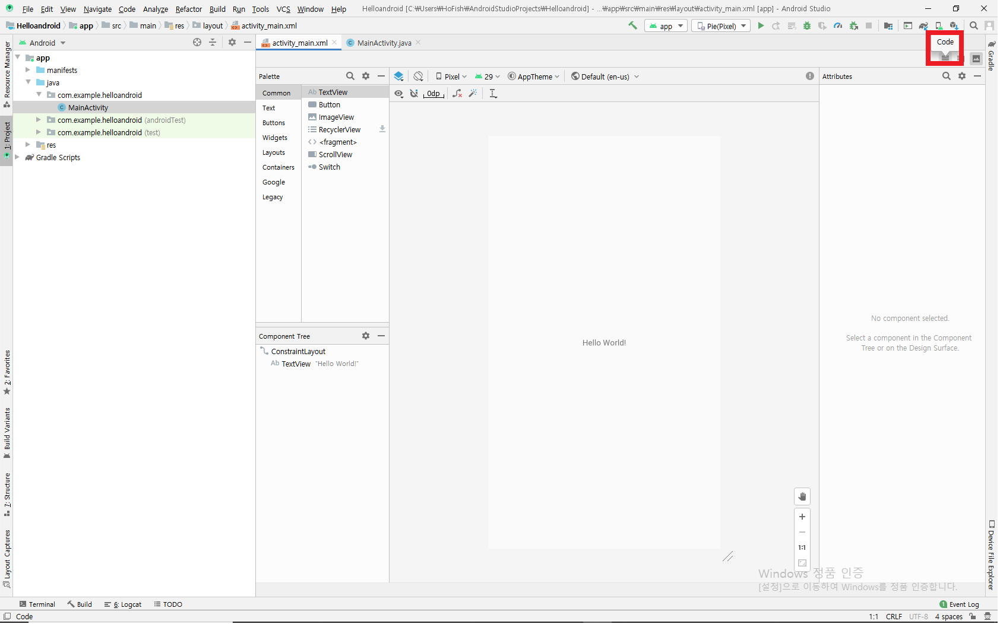 File Edit View Navigate Code Analyze Refactor Build Run Tools VCS Window Help Helloandroid [C:₩Users₩HoFish₩AndroidStudioProjects₩Helloandroid] - ...₩app₩src₩main₩res₩layout₩activity_main.xml [app] - Android Studio
Helloandroid app src main res layout activity_main.xml app Pie(Pixel)
Android
activity_main.xml MainActivity.java
Code
Resource Manager
1: Project
2: Favorites
Build Variants
7: Structure
Layout Captures
app
manifests
java
com.example.helloandroid
MainActivity
com.example.helloandroid (androidTest)
com.example.helloandroid (test)
res
Gradle Scripts
Palette
Common
Text
Buttons
Widgets
Layouts
Containers
Google
Legacy
Ab TextView
Button
ImageView
RecyclerView
<fragment>
ScrollView
Switch
Component Tree
ConstraintLayout
Ab TextView "Hello World!"
Pixel 29 AppTheme Default (en-us)
0dp
Hello World!
1:1
Attributes
No component selected.
Select a component in the Component
Tree or on the Design Surface.
Gradle
Device File Explorer
Windows 정품 인증
[설정]으로 이동하여 Windows를 정품 인증합니다.
Terminal Build 6: Logcat TODO 1 Event Log
Code 1:1 CRLF UTF-8 4 spaces